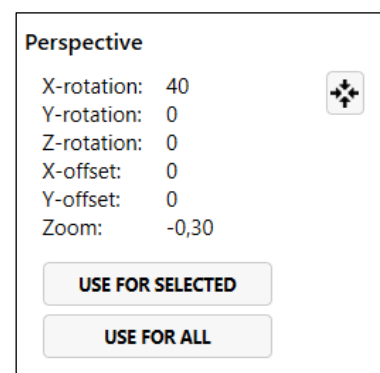 Perspective
X-rotation: 40
Y-rotation: 0
Z-rotation: 0
X-offset: 0
Y-offset: 0
Zoom: -0,30
USE FOR SELECTED
USE FOR ALL